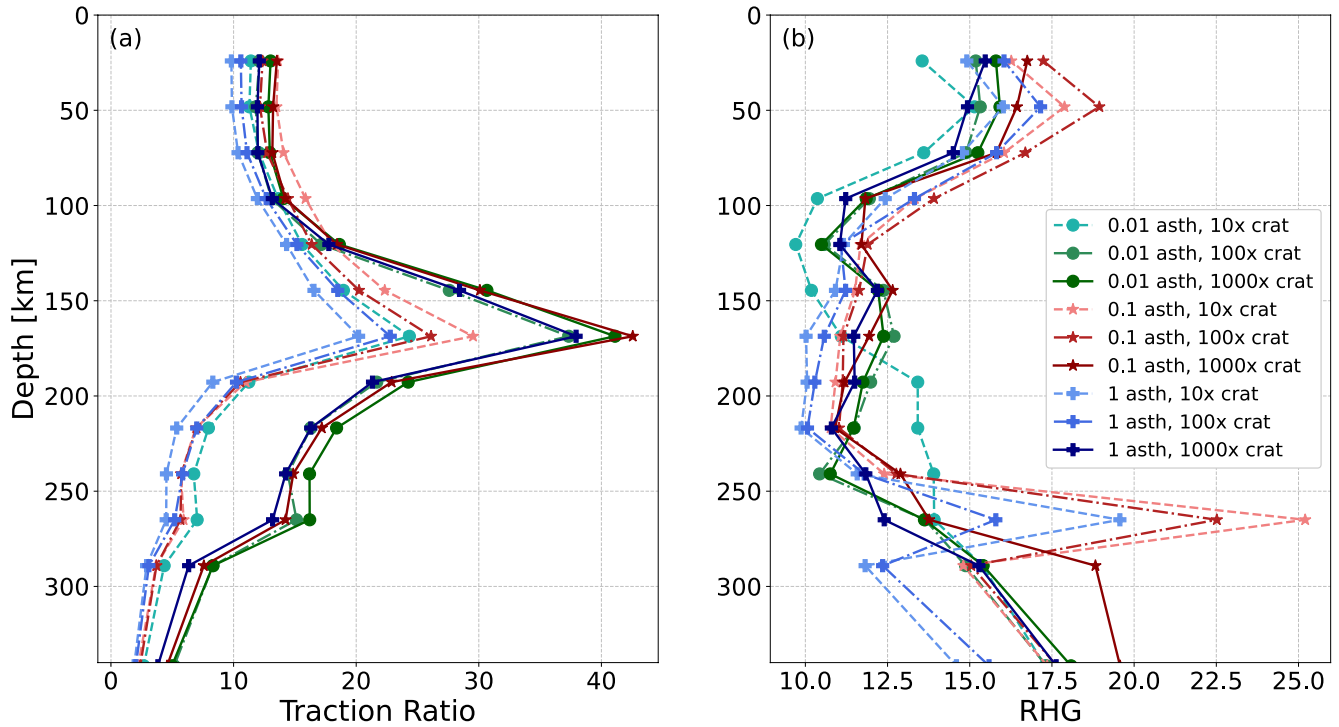 (a)
0
50
100
150
200
250
300
Depth [km]
0 10 20 30 40
Traction Ratio
(b)
0
50
100
150
200
250
300
0.01 asth, 10x crat
0.01 asth, 100x crat
0.01 asth, 1000x crat
0.1 asth, 10x crat
0.1 asth, 100x crat
0.1 asth, 1000x crat
1 asth, 10x crat
1 asth, 100x crat
1 asth, 1000x crat
10.0 12.5 15.0 17.5 20.0 22.5 25.0
RHG